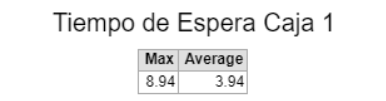 Tiempo de Espera Caja 1
Max Average
8.94 3.94